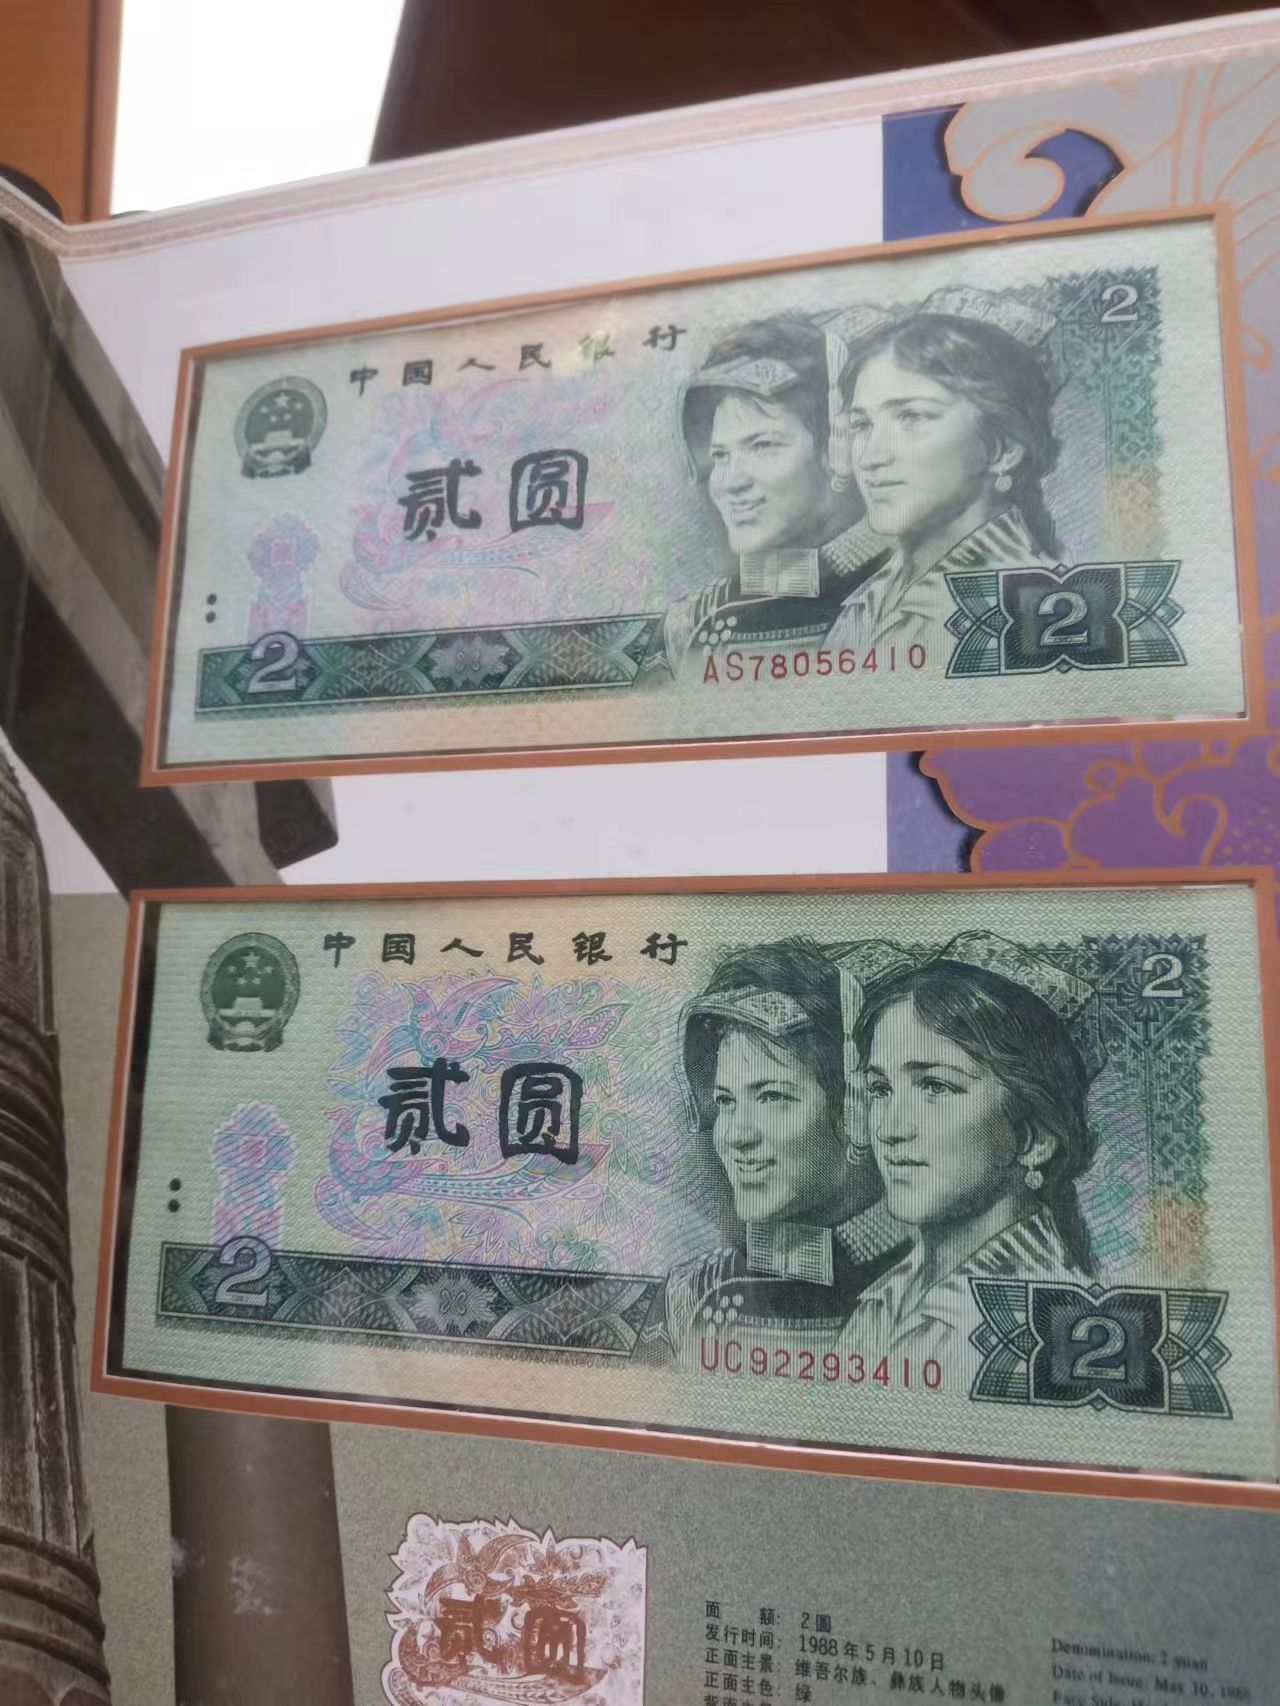 中国人民银行
2
贰圆
2
2
AS78056410
中国人民银行
2
贰圆
2
2
UC92293410
贰圆
面 额: 2圆
发行时间: 1988年5月10日
正面主景: 维吾尔族、彝族人物头像
正面主色: 绿
Denomination: 2 yuan
Date of Issue: May 10, 1988